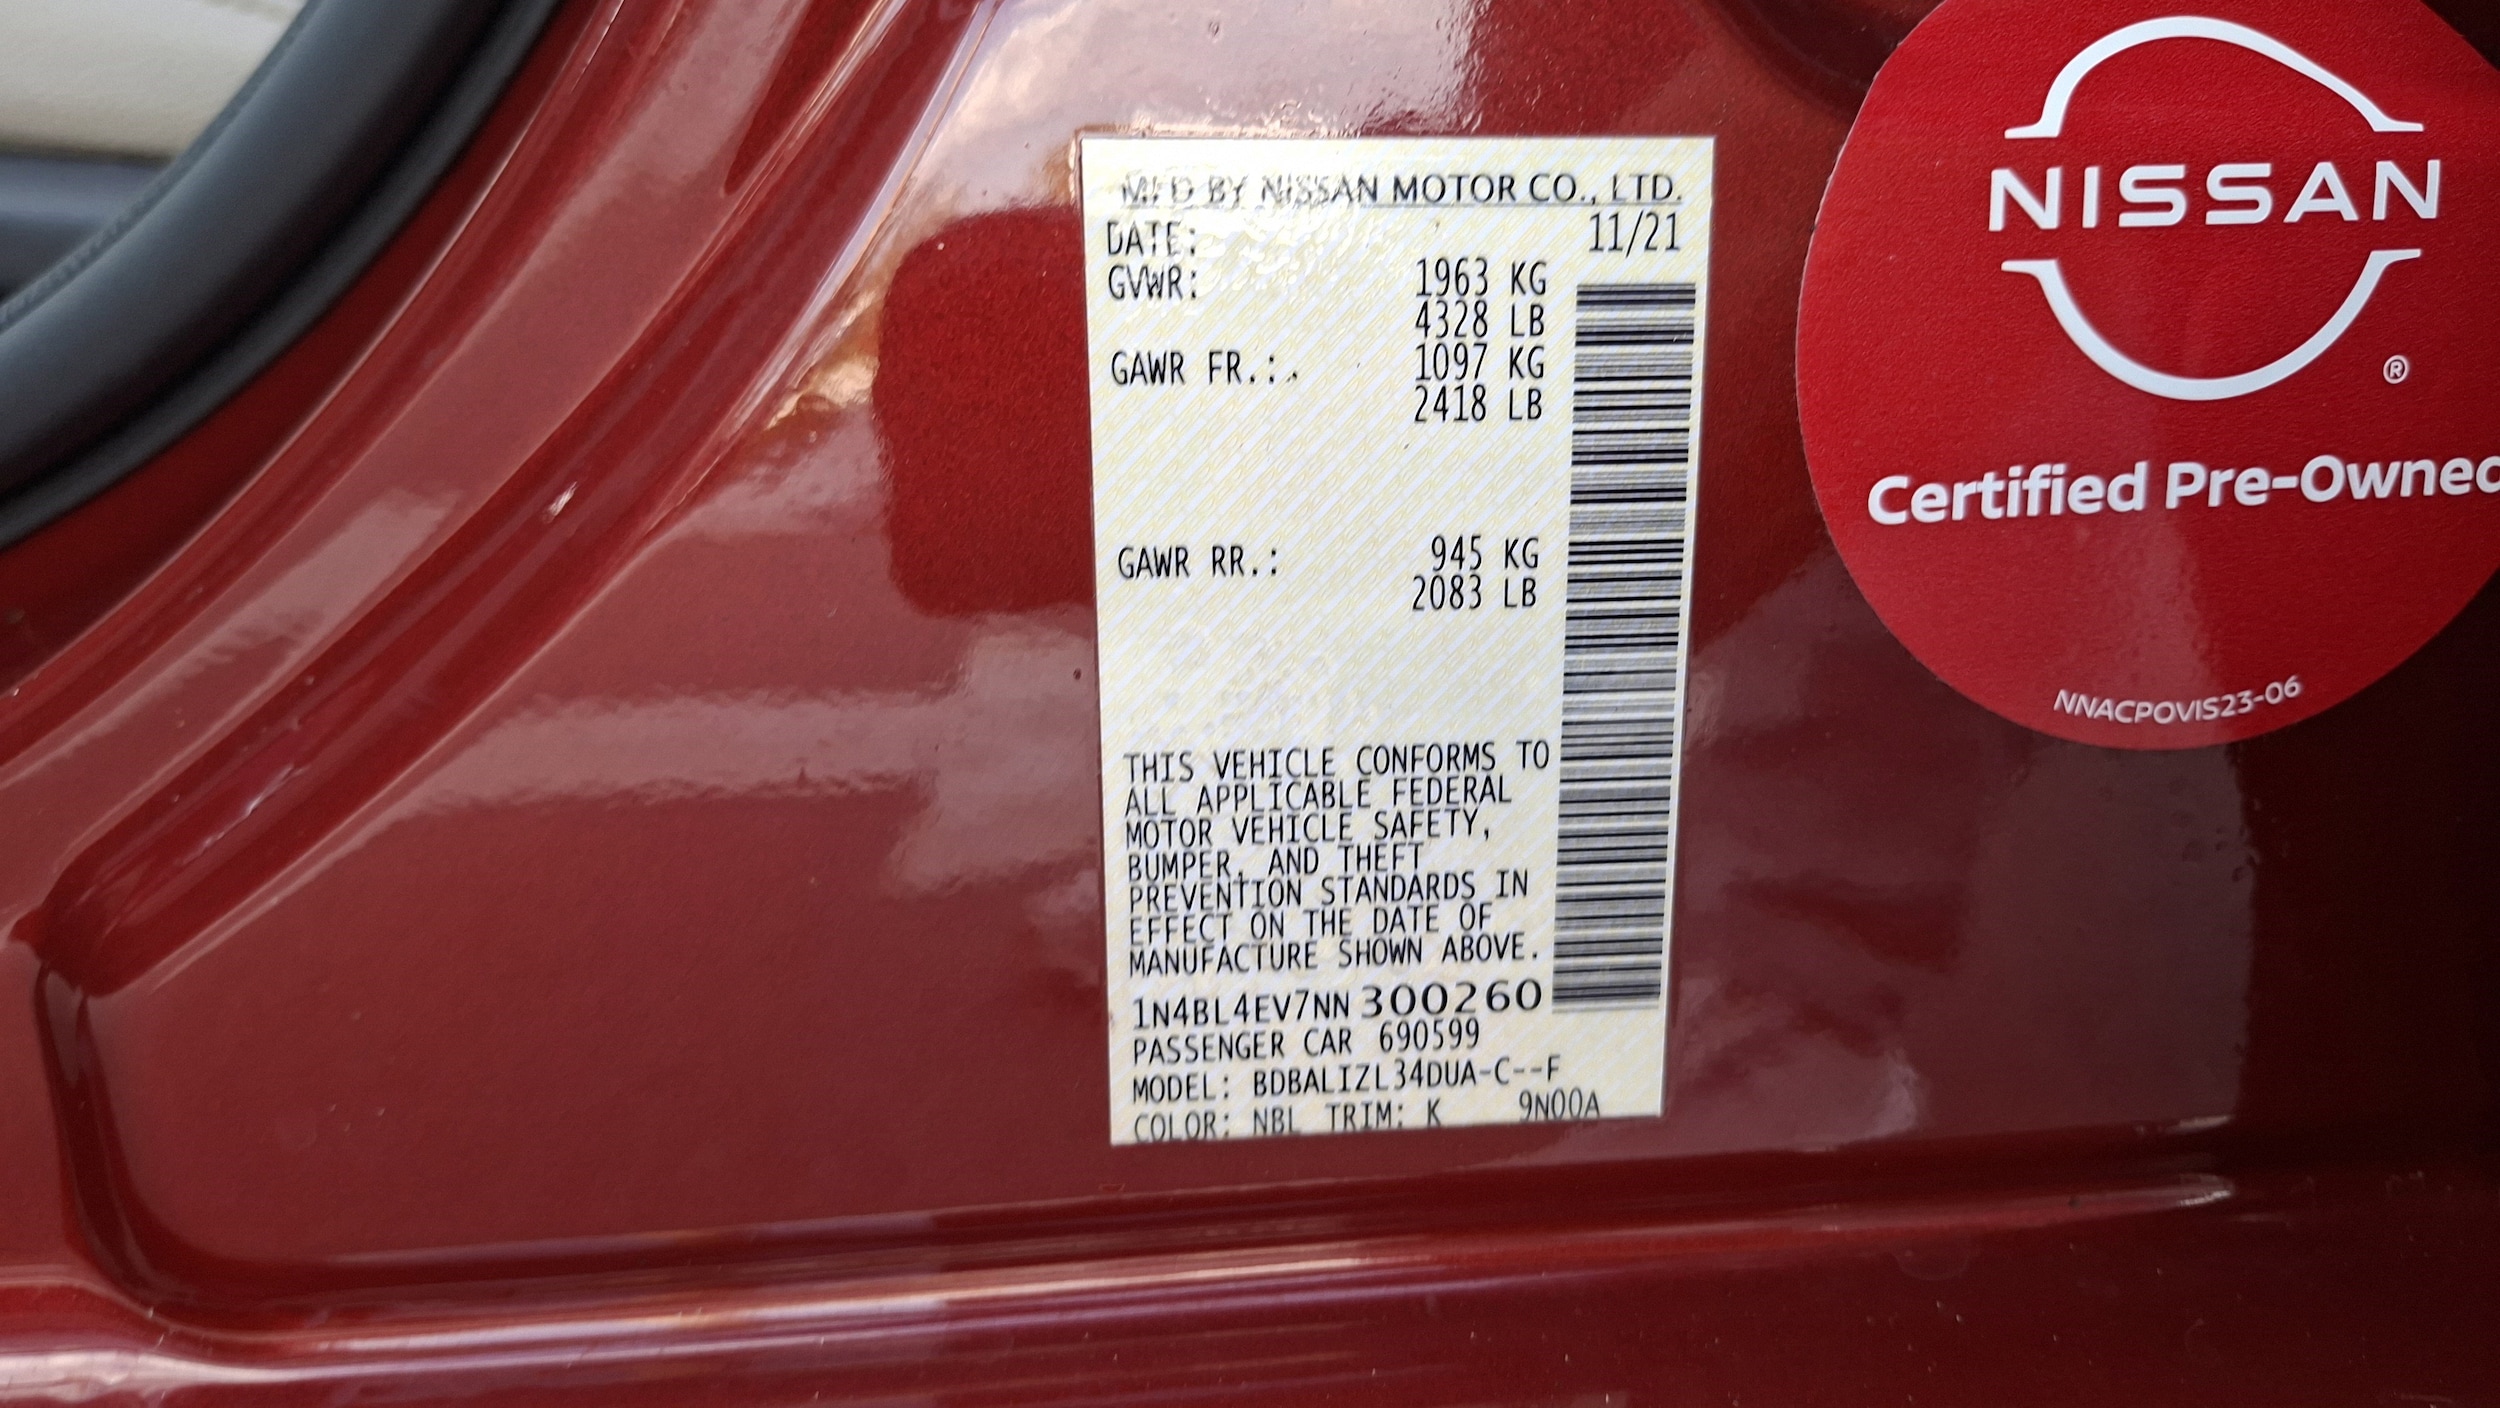 MFD BY NISSAN MOTOR CO., LTD.
DATE: 11/21
GVWR: 1963 KG
4328 LB
GAWR FR.: 1097 KG
2418 LB
GAWR RR.: 945 KG
2083 LB
THIS VEHICLE CONFORMS TO
ALL APPLICABLE FEDERAL
MOTOR VEHICLE SAFETY,
BUMPER, AND THEFT
PREVENTION STANDARDS IN
EFFECT ON THE DATE OF
MANUFACTURE SHOWN ABOVE.
1N4BL4EV7NN300260
PASSENGER CAR 690599
MODEL: BDBALIZL34DUA-C--F
COLOR: NBL TRIM: K 9N00A
NISSAN
®
Certified Pre-Owned
NNACPOVIS23-06